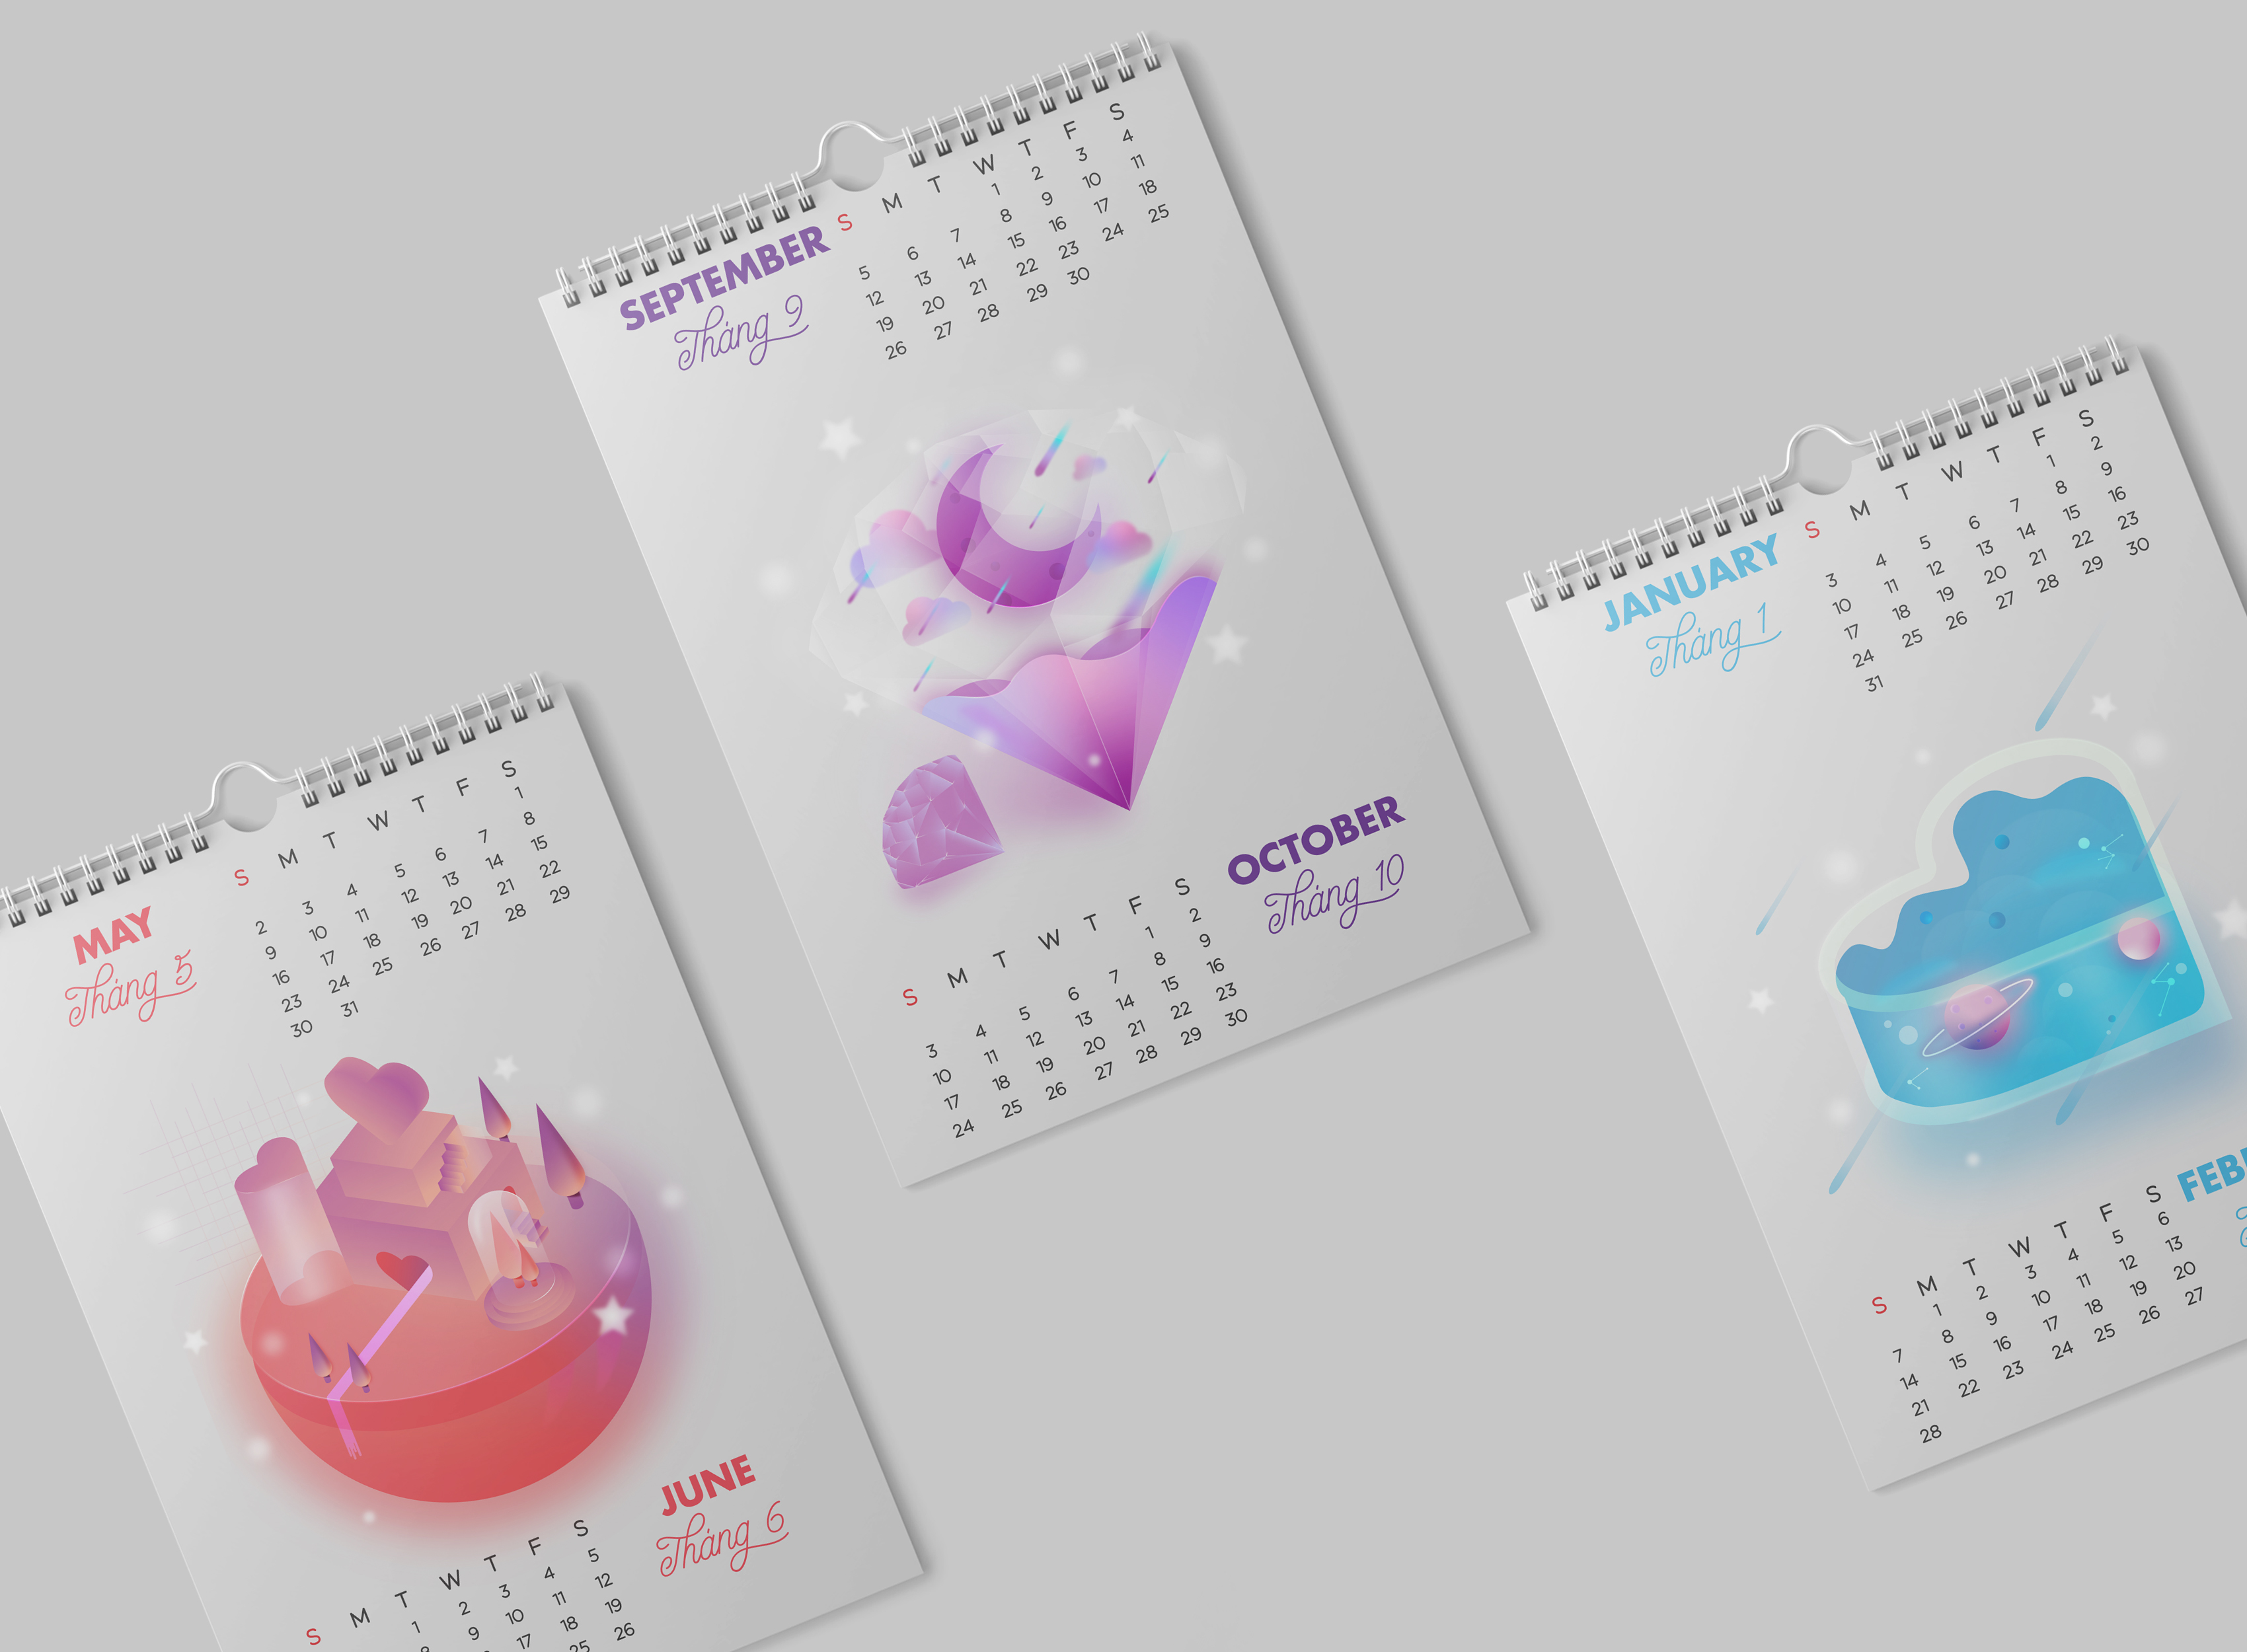 MAY
Tháng 5
S M T W T F S
1
2 3 4 5 6 7 8
9 10 11 12 13 14 15
16 17 18 19 20 21 22
23 24 25 26 27 28 29
30 31
JUNE
Tháng 6
S M T W T F S
1 2 3 4 5
8 9 10 11 12
17 18 19
25 26
SEPTEMBER
Tháng 9
S M T W T F S
1 2 3 4
5 6 7 8 9 10 11
12 13 14 15 16 17 18
19 20 21 22 23 24 25
26 27 28 29 30
OCTOBER
Tháng 10
S M T W T F S
1 2
3 4 5 6 7 8 9
10 11 12 13 14 15 16
17 18 19 20 21 22 23
24 25 26 27 28 29 30
JANUARY
Tháng 1
S M T W T F S
1 2
3 4 5 6 7 8 9
10 11 12 13 14 15 16
17 18 19 20 21 22 23
24 25 26 27 28 29 30
31
FEB
S M T W T F S
1 2 3 4 5 6
7 8 9 10 11 12 13
14 15 16 17 18 19 20
21 22 23 24 25 26 27
28